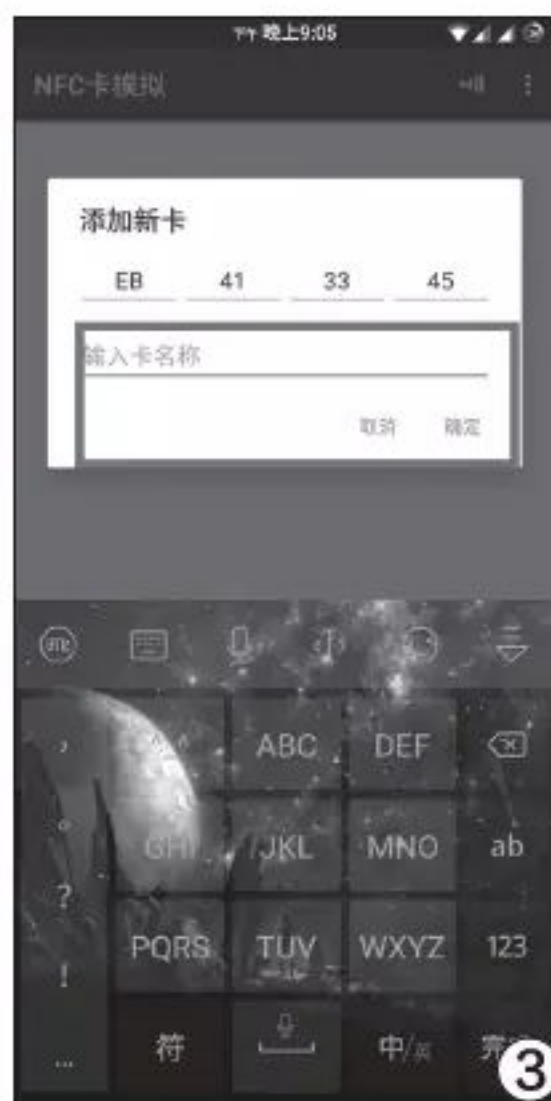 下午 晚上9:05
NFC卡模拟
添加新卡
EB 41 33 45
输入卡名称
取消 确定
, ^^ ABC DEF
。 GHI JKL MNO ab
? PQRS TUV WXYZ 123
!
... 符 中/英
3